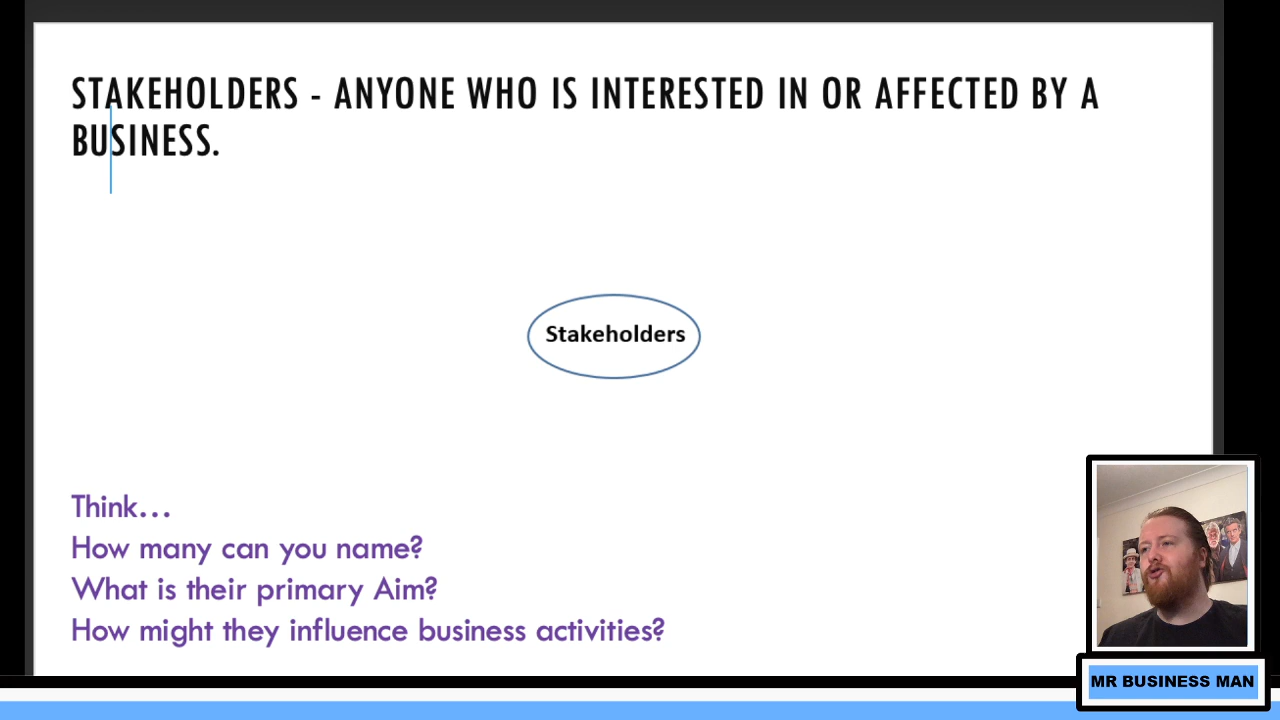 STAKEHOLDERS - ANYONE WHO IS INTERESTED IN OR AFFECTED BY A
BUSINESS.
Stakeholders
Think...
How many can you name?
What is their primary Aim?
How might they influence business activities?
MR BUSINESS MAN